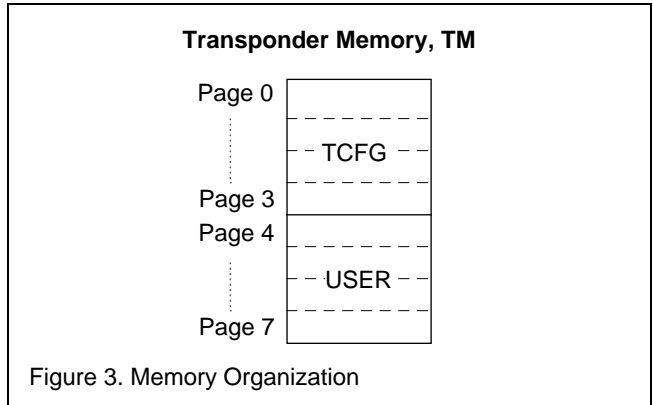 Transponder Memory, TM
Page 0
TCFG
Page 3
Page 4
USER
Page 7
Figure 3. Memory Organization